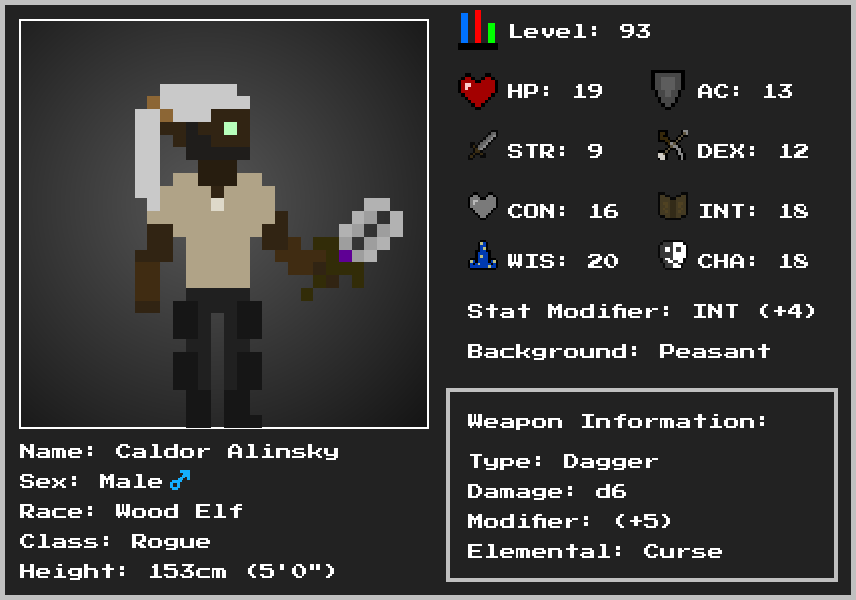 Level: 93
HP: 19 AC: 13
STR: 9 DEX: 12
CON: 16 INT: 18
WIS: 20 CHA: 18
Stat Modifier: INT (+4)
Background: Peasant
Weapon Information:
Type: Dagger
Damage: d6
Modifier: (+5)
Elemental: Curse
Name: Caldor Alinsky
Sex: Male ♂
Race: Wood Elf
Class: Rogue
Height: 153cm (5'0")